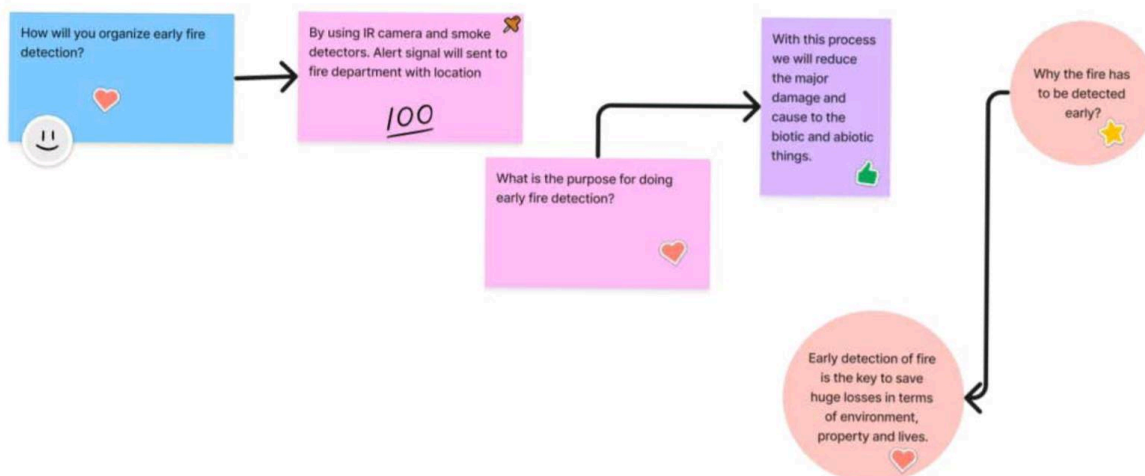 How will you organize early fire
detection?
By using IR camera and smoke
detectors. Alert signal will sent to
fire department with location
100
What is the purpose for doing
early fire detection?
With this process
we will reduce
the major
damage and
cause to the
biotic and abiotic
things.
Why the fire has
to be detected
early?
Early detection of fire
is the key to save
huge losses in terms
of environment,
property and lives.